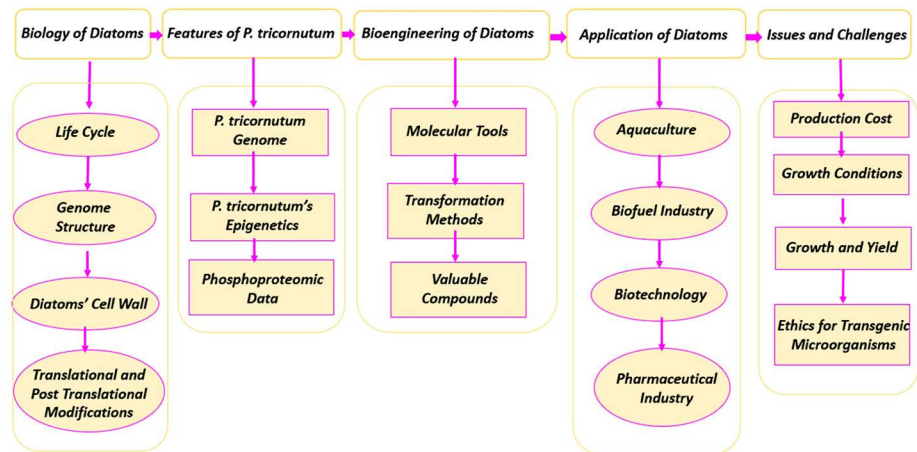 Biology of Diatoms
Features of P. tricornutum
Bioengineering of Diatoms
Application of Diatoms
Issues and Challenges
Life Cycle
Genome
Structure
Diatoms' Cell Wall
Translational and
Post Translational
Modifications
P. tricornutum
Genome
P. tricornutum's
Epigenetics
Phosphoproteomic
Data
Molecular Tools
Transformation
Methods
Valuable
Compounds
Aquaculture
Biofuel Industry
Biotechnology
Pharmaceutical
Industry
Production Cost
Growth Conditions
Growth and Yield
Ethics for Transgenic
Microorganisms